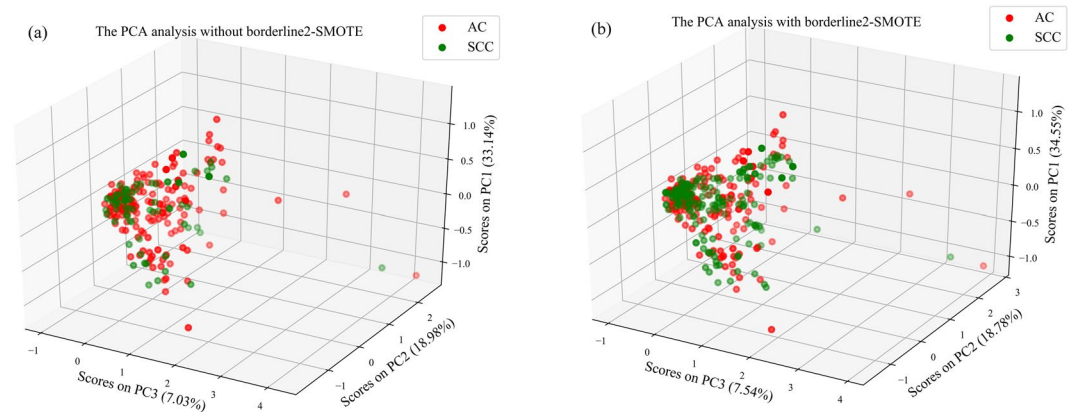 (a)
The PCA analysis without borderline2-SMOTE
AC
SCC
1.0
0.5
0.0
−0.5
−1.0
Scores on PC1 (33.14%)
2
1
0
−1
Scores on PC2 (18.98%)
−1
0
1
2
3
4
Scores on PC3 (7.03%)
(b)
The PCA analysis with borderline2-SMOTE
AC
SCC
1.0
0.5
0.0
−0.5
−1.0
Scores on PC1 (34.55%)
3
2
1
0
−1
Scores on PC2 (18.78%)
−1
0
1
2
3
4
Scores on PC3 (7.54%)